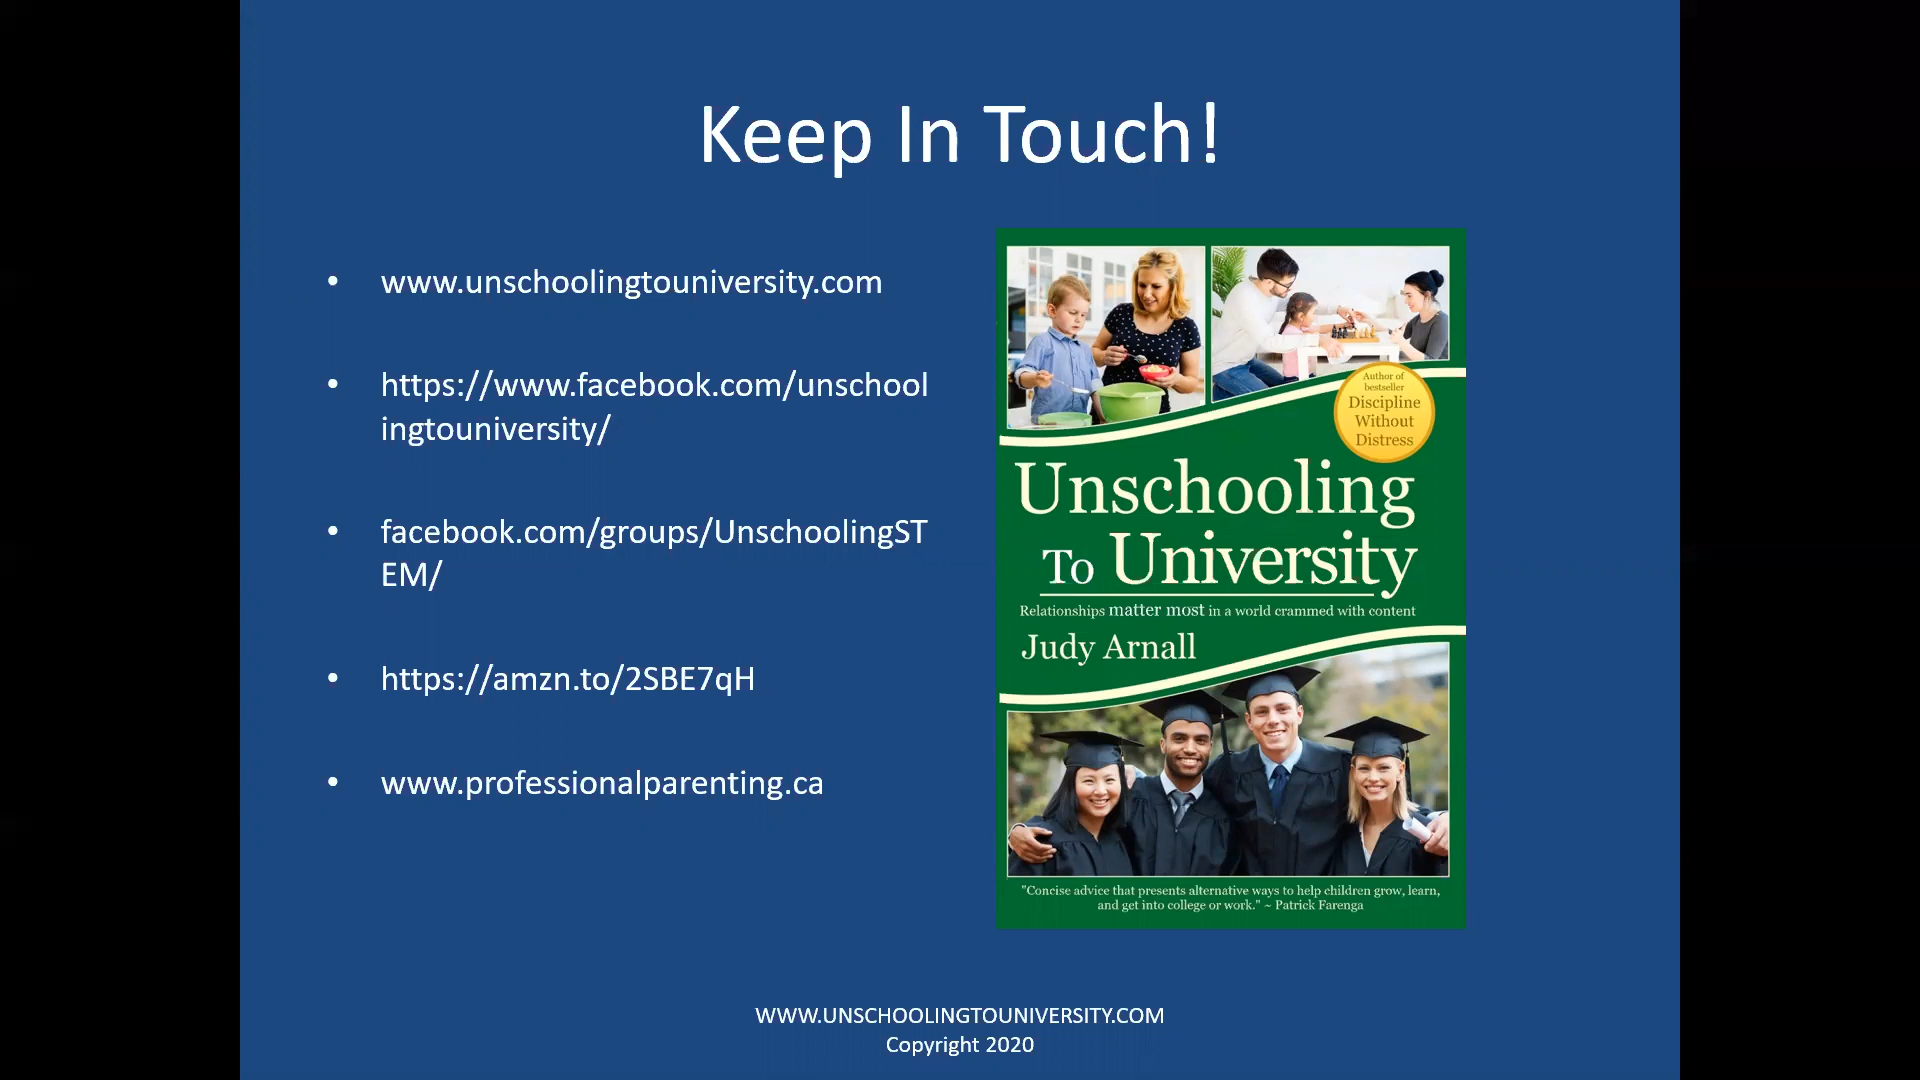 Keep In Touch!
• www.unschoolingtouniversity.com
• https://www.facebook.com/unschool
ingtouniversity/
• facebook.com/groups/UnschoolingST
EM/
• https://amzn.to/2SBE7qH
• www.professionalparenting.ca
Author of
bestseller
Discipline
Without
Distress
Unschooling
To University
Relationships matter most in a world crammed with content
Judy Arnall
"Concise advice that presents alternative ways to help children grow, learn,
and get into college or work." ~ Patrick Farenga
WWW.UNSCHOOLINGTOUNIVERSITY.COM
Copyright 2020